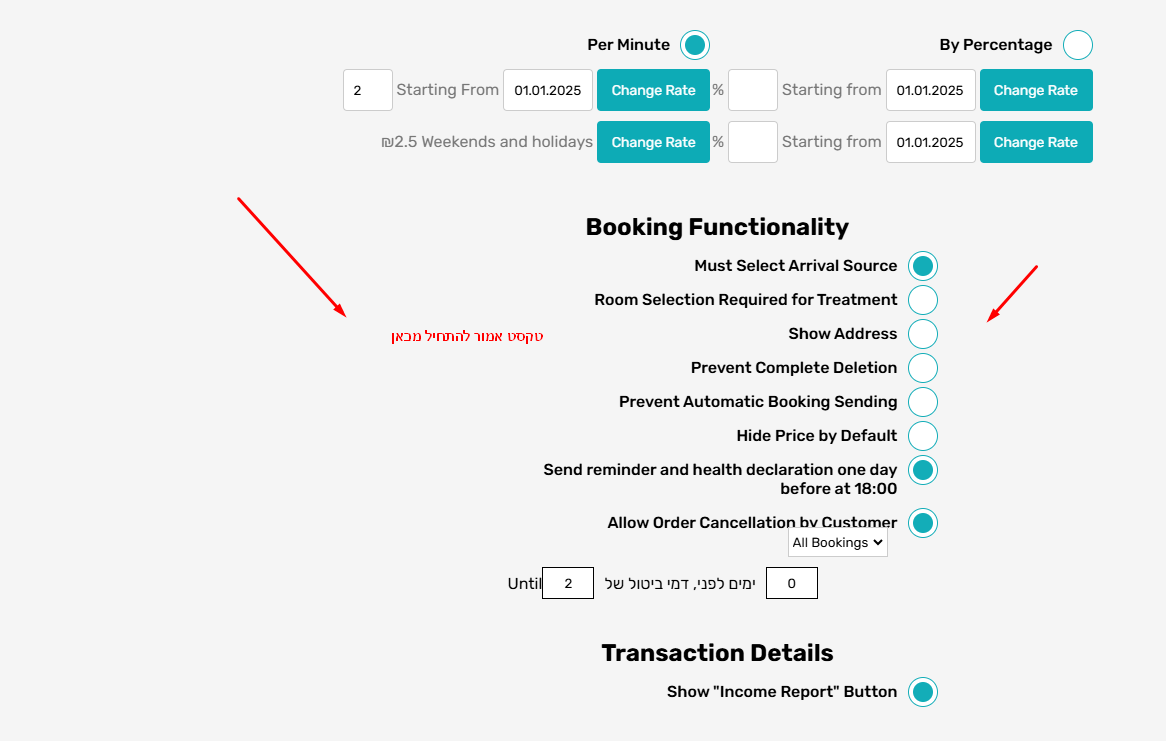 Per Minute By Percentage
2 Starting From 01.01.2025 Change Rate % Starting from 01.01.2025 Change Rate
₪2.5 Weekends and holidays Change Rate % Starting from 01.01.2025 Change Rate
Booking Functionality
Must Select Arrival Source
Room Selection Required for Treatment
Show Address
טקסט אמור להתחיל מכאן
Prevent Complete Deletion
Prevent Automatic Booking Sending
Hide Price by Default
Send reminder and health declaration one day
before at 18:00
Allow Order Cancellation by Customer
All Bookings
Until 2 ימים לפני, דמי ביטול של 0
Transaction Details
Show "Income Report" Button